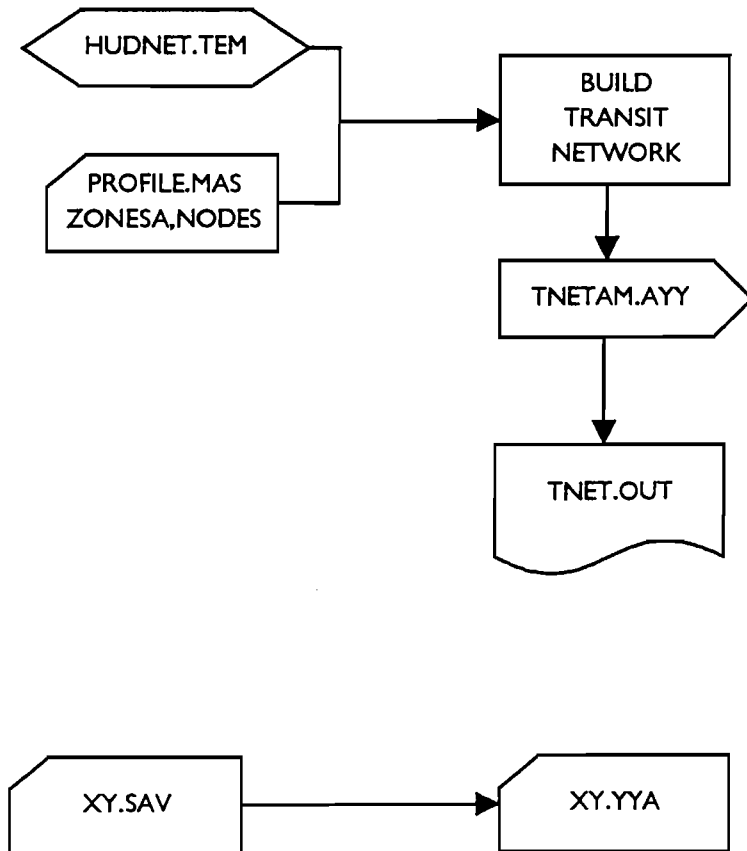 HUDNET.TEM
BUILD
TRANSIT
NETWORK
PROFILE.MAS
ZONESA,NODES
TNETAM.AYY
TNET.OUT
XY.SAV
XY.YYA